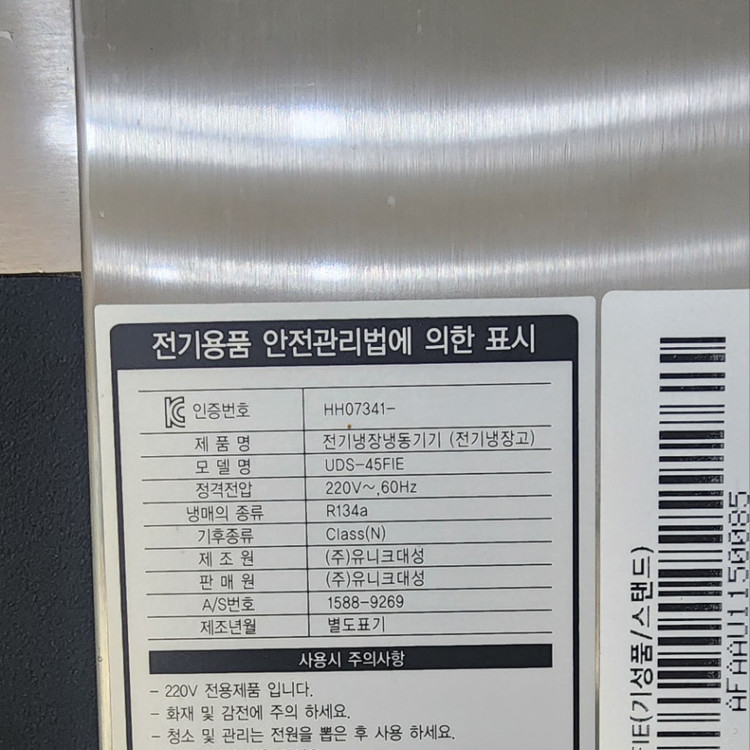 전기용품 안전관리법에 의한 표시
인증번호 HH07341-
제 품 명 전기냉장냉동기기 (전기냉장고)
모 델 명 UDS-45FIE
정격전압 220V~,60Hz
냉매의 종류 R134a
기후종류 Class(N)
제 조 원 (주)유니크대성
판 매 원 (주)유니크대성
A/S번호 1588-9269
제조년월 별도표기
사용시 주의사항
- 220V 전용제품 입니다.
- 화재 및 감전에 주의 하세요.
- 청소 및 관리는 전원을 뽑은 후 사용 하세요.
FIE(기성품/스탠드)
AFAAU1150085